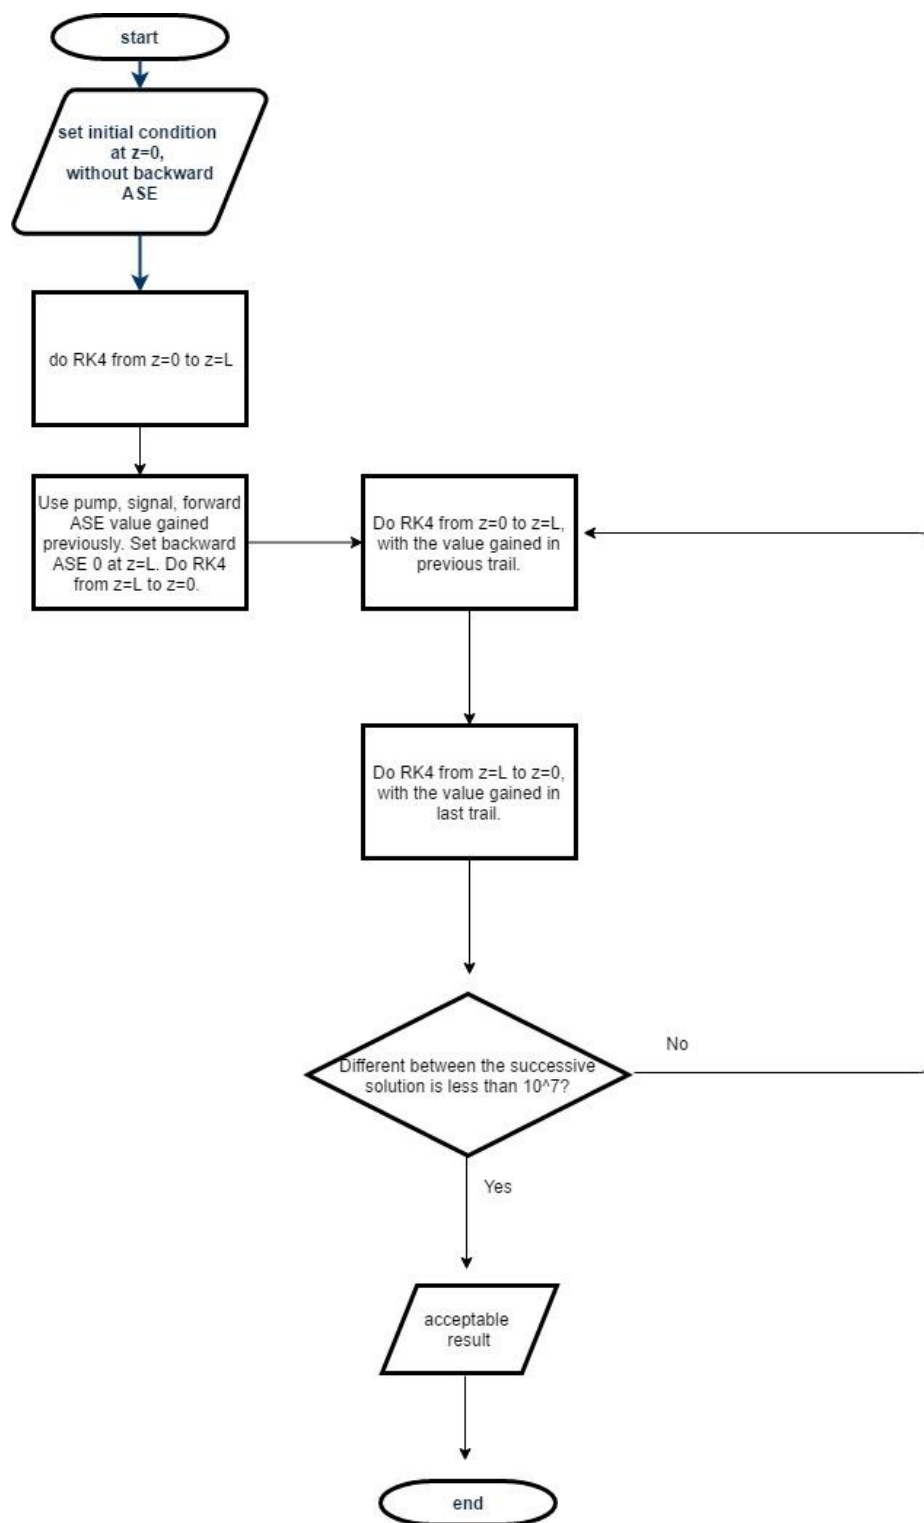 start
set initial condition
at z=0,
without backward
ASE
do RK4 from z=0 to z=L
Use pump, signal, forward
ASE value gained
previously. Set backward
ASE 0 at z=L. Do RK4
from z=L to z=0.
Do RK4 from z=0 to z=L,
with the value gained in
previous trail.
Do RK4 from z=L to z=0,
with the value gained in
last trail.
Different between the successive
solution is less than 10^7?
No
Yes
acceptable
result
end